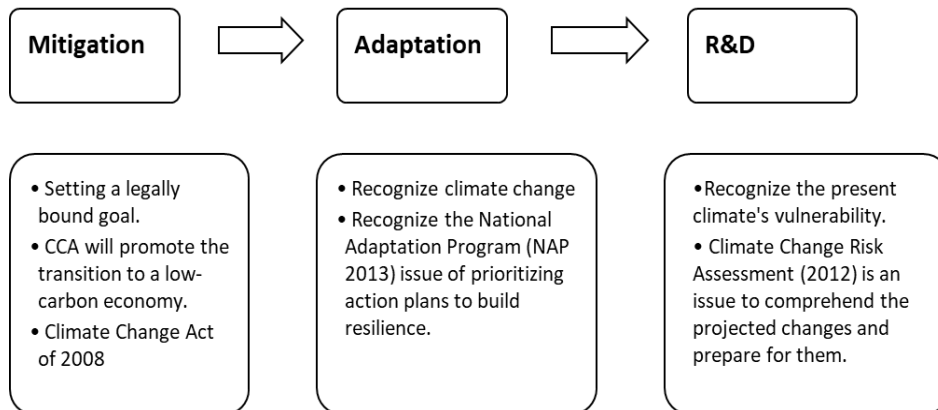 Mitigation
Adaptation
R&D
• Setting a legally
bound goal.
• CCA will promote the
transition to a low-
carbon economy.
• Climate Change Act
of 2008
• Recognize climate change
• Recognize the National
Adaptation Program (NAP
2013) issue of prioritizing
action plans to build
resilience.
•Recognize the present
climate's vulnerability.
• Climate Change Risk
Assessment (2012) is an
issue to comprehend the
projected changes and
prepare for them.